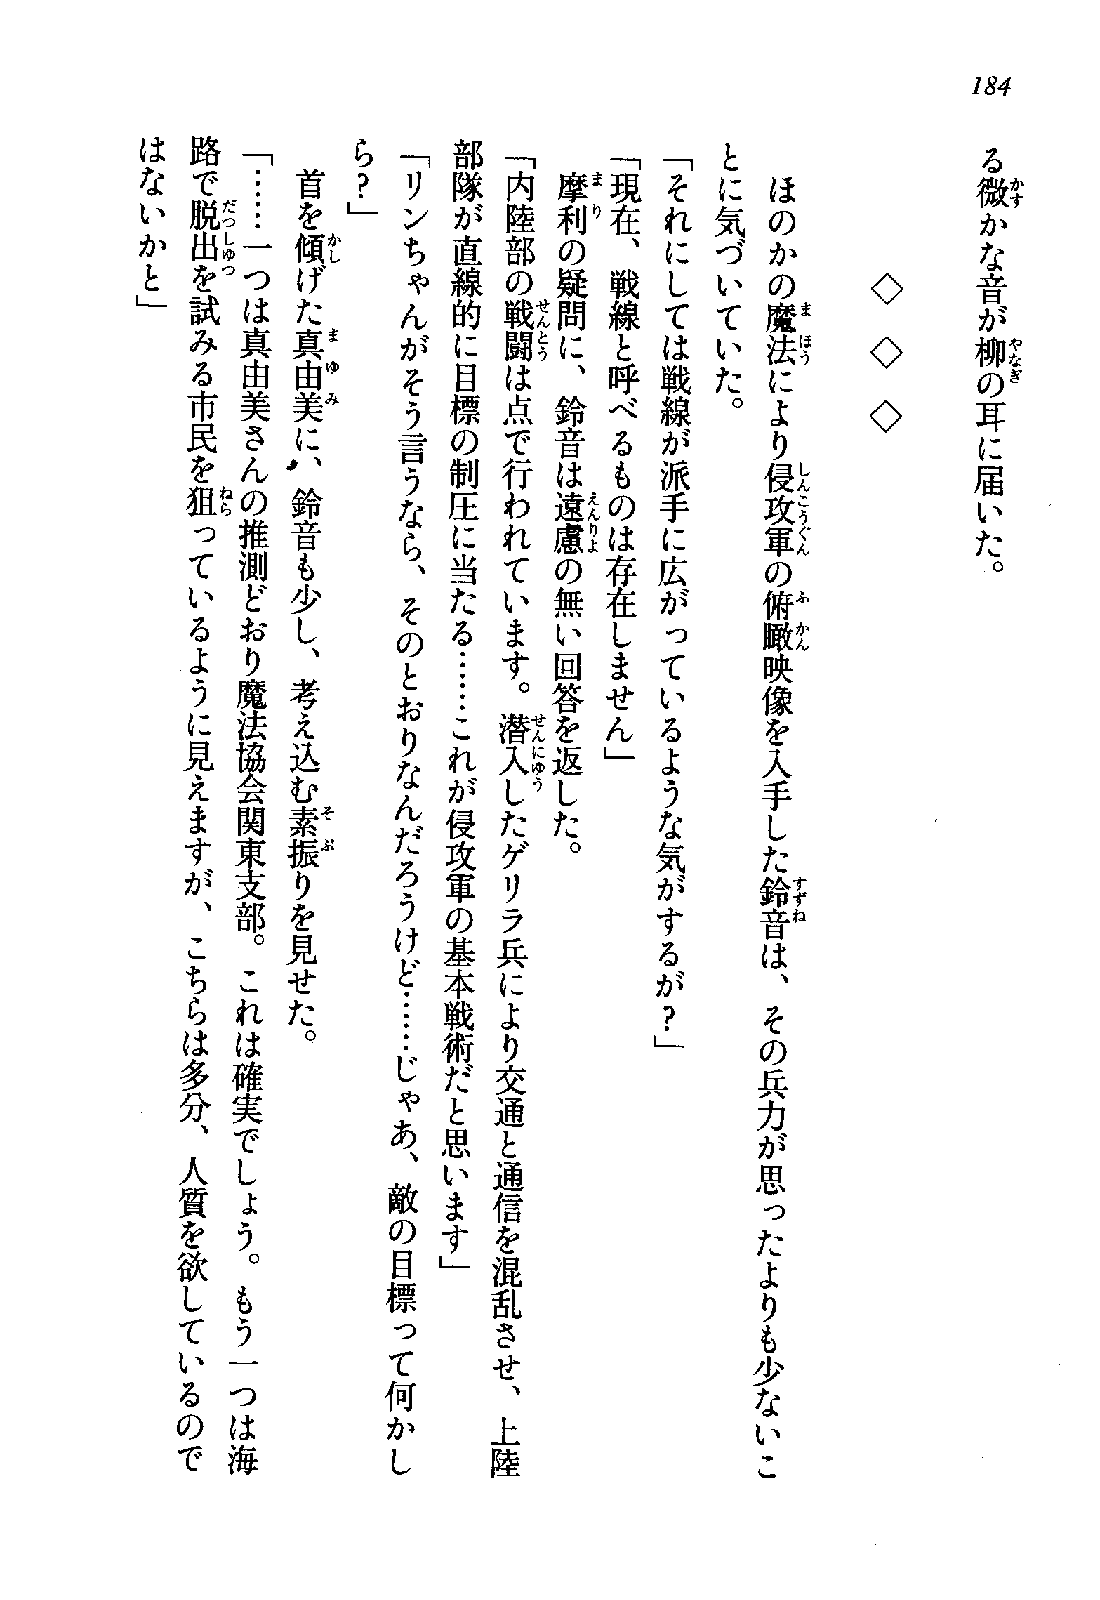 184
る微かな音が柳の耳に届いた。
◇ ◇ ◇
ほのかの魔法により侵攻軍の俯瞰映像を入手した鈴音は、その兵力が思ったよりも少ないこ
とに気づいていた。
「それにしては戦線が派手に広がっているような気がするが？」
「現在、戦線と呼べるものは存在しません」
摩利の疑問に、鈴音は遠慮の無い回答を返した。
「内陸部の戦闘は点で行われています。潜入したゲリラ兵により交通と通信を混乱させ、上陸
部隊が直線的に目標の制圧に当たる……これが侵攻軍の基本戦術だと思います」
「リンちゃんがそう言うなら、そのとおりなんだろうけど……じゃあ、敵の目標って何かし
ら？」
首を傾げた真由美に、鈴音も少し、考え込む素振りを見せた。
「……一つは真由美さんの推測どおり魔法協会関東支部。これは確実でしょう。もう一つは海
路で脱出を試みる市民を狙っているように見えますが、こちらは多分、人質を欲しているので
はないかと」